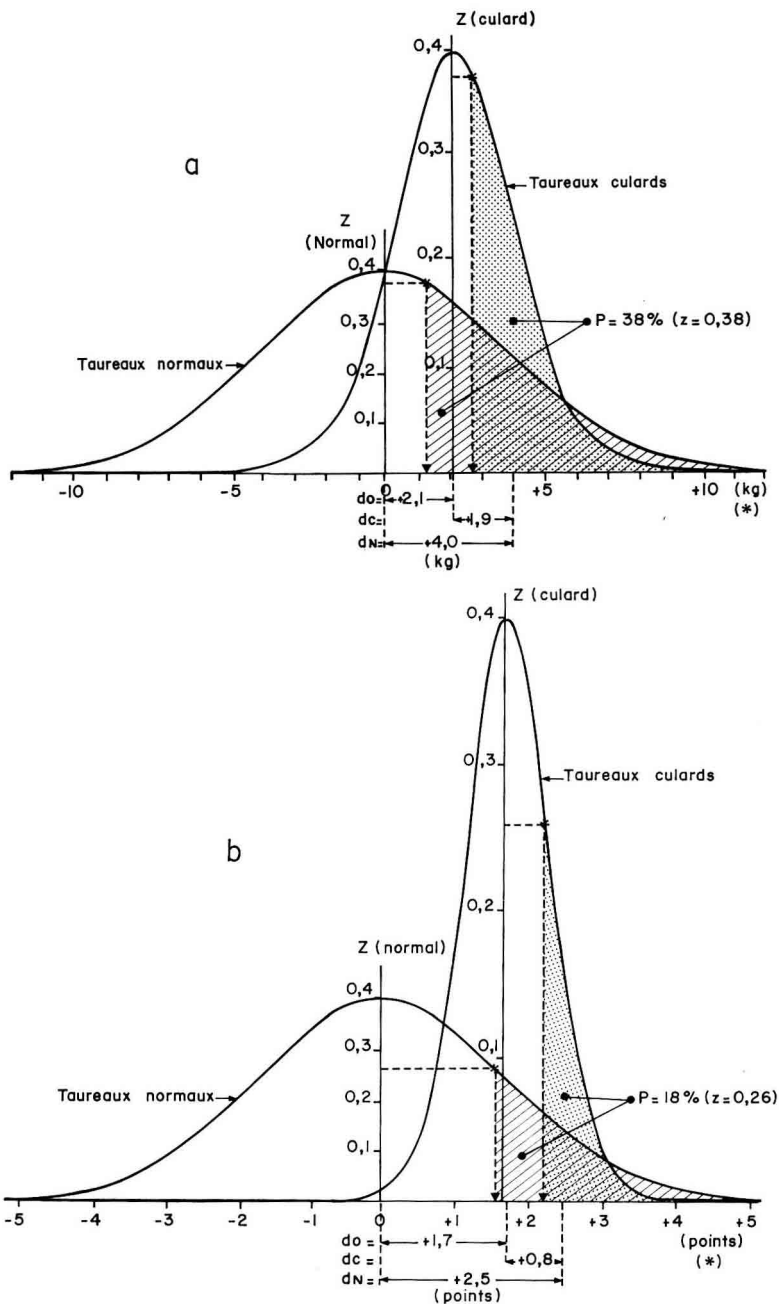 a
Z (culard)
0,4
0,3
Taureaux culards
Z
(Normal)
0,2
0,4
P=38% (z=0,38)
0,3
Taureaux normaux
0,1
0,2
0,1
-10
-5
0
+5
+10
(kg)
(*)
do=
+2,1
dc=
+1,9
dN=
+4,0
(kg)
b
Z (culard)
0,4
0,3
Taureaux culards
0,2
Z (normal)
0,4
0,3
0,1
Taureaux normaux
0,2
P=18% (z=0,26)
0,1
-5
-4
-3
-2
-1
0
+1
+2
+3
+4
+5
(points)
(*)
do =
+1,7
dc =
+0,8
dN =
+2,5
(points)